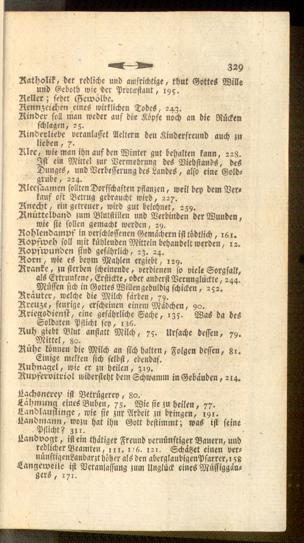 329
Katholik, der redliche und aufrichtige, thut Gottes Wille
und Geboth wie der Protestant, 195.
Keller; sehet Gewölbe.
Kennzeichen eines wirklichen Todes, 243.
Kinder soll man weder auf die Köpfe noch an die Rücken
schlagen, 25.
Kinderliebe veranlasset Aeltern den Kinderfreund auch zu
lieben, 7.
Klee, wie man ihn auf den Winter gut behalten kann, 228.
Ist ein Mittel zur Vermehrung des Viehstands, des
Dunges, und Verbesserung des Landes, also eine Gold-
grube, 224.
Kleesaamen sollten Dorfschaften pflanzen, weil bey dem Ver-
kauf oft Betrug gebraucht wird, 227.
Knecht, ein getreuer, wird gut belehnet, 259.
Knüttelband zum Blutstillen und Verbinden der Wunden,
wie sie sollen gemacht werden, 29.
Kohlendampf in verschlossenen Gemächern ist tödtlich, 161.
Kopfweh soll mit kühlenden Mitteln behandelt werden, 12.
Kopfwunden sind gefährlich, 23. 24.
Korn, wie es beym Mahlen ergibt, 129.
Kranke, zu sterben scheinende, verdienen so viele Sorgfalt,
als Ertrunkene, Erstickte, oder anderst Verunglückte, 244.
Müssen sich in Gottes Willen geduldig schicken, 252.
Kräuter, welche die Milch färben, 79.
Kreuz, feurige, erscheinen einem Mädchen, 90.
Kriegsdienst, eine gefährliche Sache, 135. Was da des
Soldaten Pflicht sey, 136.
Kuh giebt Blut anstatt Milch, 75. Ursache dessen, 79.
Mittel, 80.
Kühe können die Milch an sich halten, Folgen dessen, 81.
Einige melken sich selbst, ebendas.
Kuhnagel, wie er zu heilen, 319.
Kupfervitriol widersteht dem Schwamm in Gebäuden, 214.
Lachsnerey ist Betrügerey, 80.
Lähmung eines Buben, 75. Wie sie zu heilen, 77.
Landläuflinge, wie sie zur Arbeit zu bringen, 191.
Landmann, wozu hat ihn Gott bestimmt; was ist seine
Pflicht? 311.
Landvogt, ist ein thätiger Freund vernünftiger Bauern, und
redlicher Beamten, 111, 116. 121. Schätzet einen ver-
nünftigen Landarzt höher als den aberglaubigen Pfarrer, 158
Langeweile ist Veranlassung zum Unglück eines Müßiggän-
gers, 171.